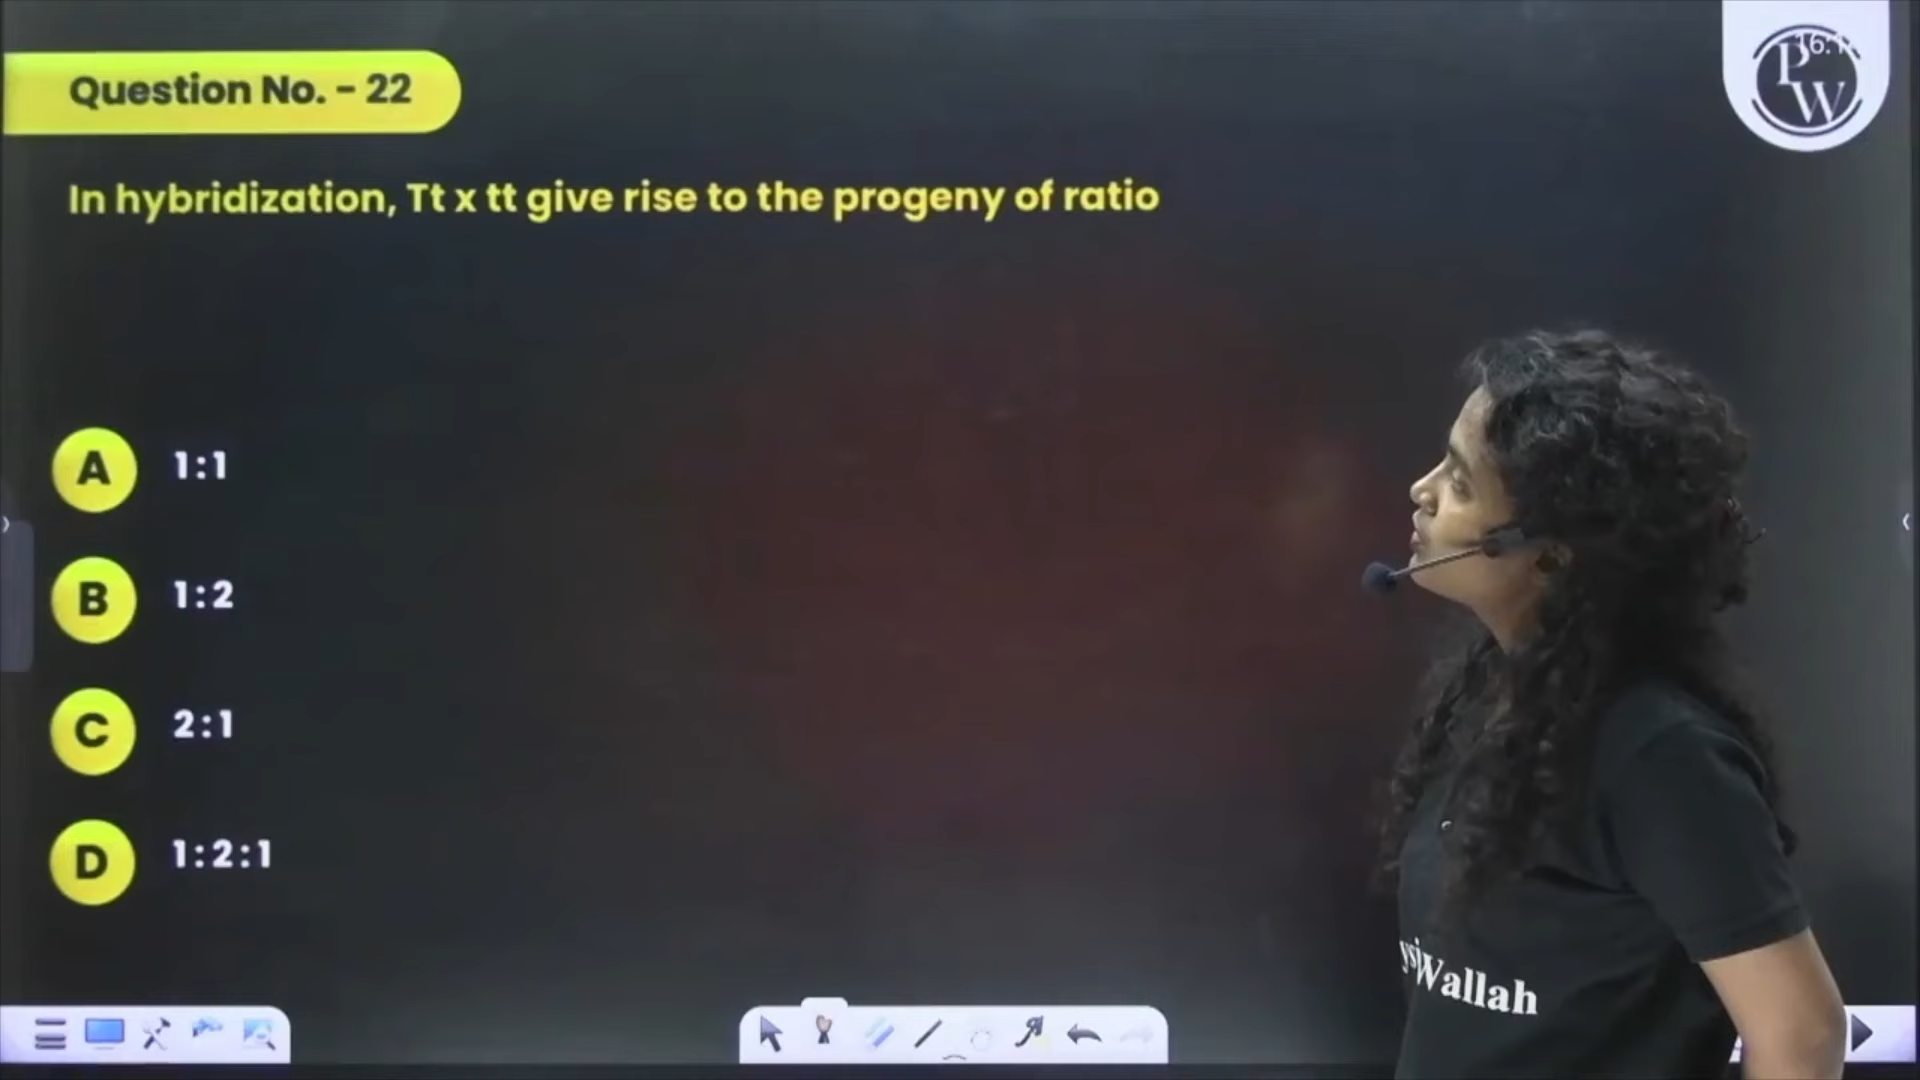 Question No. - 22
PW
In hybridization, Tt x tt give rise to the progeny of ratio
A 1:1
B 1:2
C 2:1
D 1:2:1
Wallah